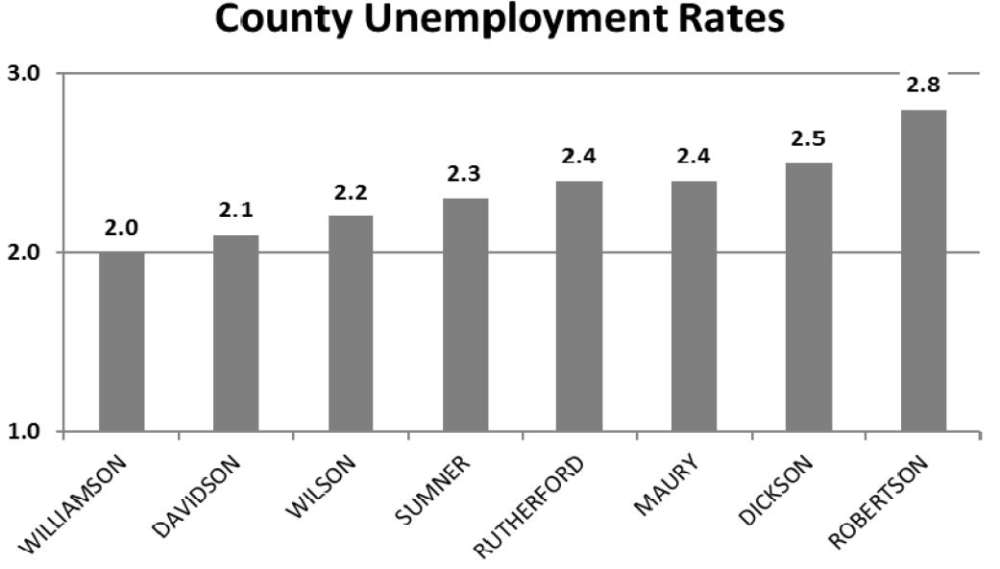 County Unemployment Rates
3.0
2.0
1.0
2.0
2.1
2.2
2.3
2.4
2.4
2.5
2.8
WILLIAMSON
DAVIDSON
WILSON
SUMNER
RUTHERFORD
MAURY
DICKSON
ROBERTSON